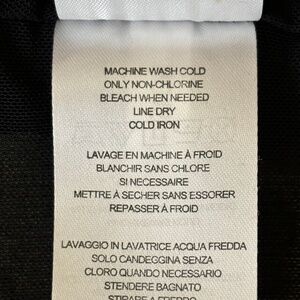 MACHINE WASH COLD
ONLY NON-CHLORINE
BLEACH WHEN NEEDED
LINE DRY
COLD IRON
LAVAGE EN MACHINE À FROID
BLANCHIR SANS CHLORE
SI NECESSAIRE
METTRE À SECHER SANS ESSORER
REPASSER À FROID
LAVAGGIO IN LAVATRICE ACQUA FREDDA
SOLO CANDEGGINA SENZA
CLORO QUANDO NECESSARIO
STENDERE BAGNATO
STIRARE A FREDDO